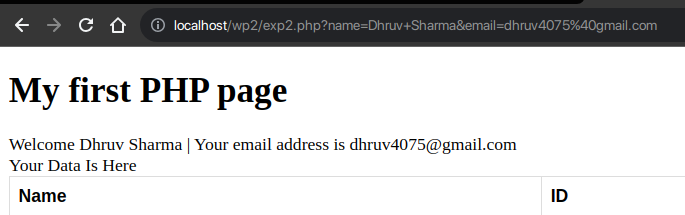 localhost/wp2/exp2.php?name=Dhruv+Sharma&email=dhruv4075%40gmail.com
My first PHP page
Welcome Dhruv Sharma | Your email address is dhruv4075@gmail.com
Your Data Is Here
Name ID